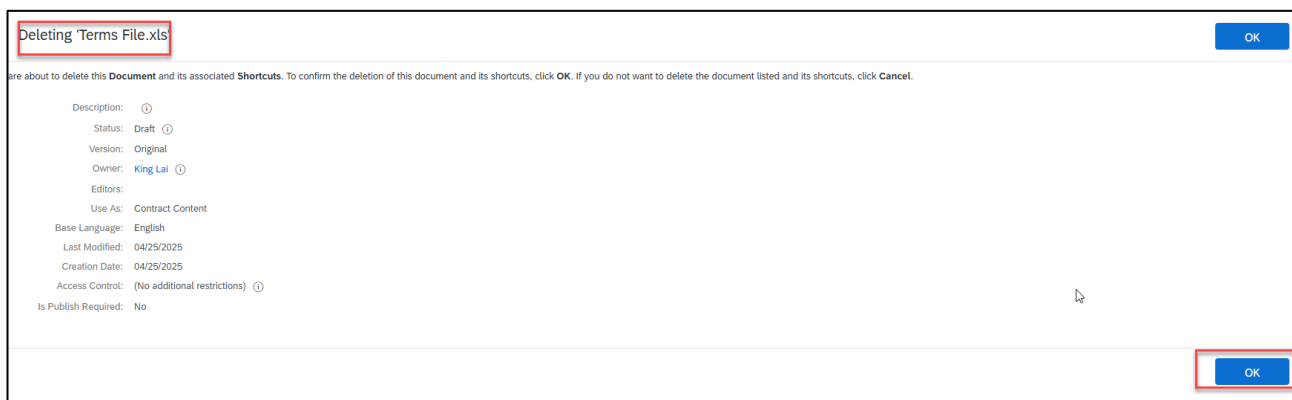 Deleting 'Terms File.xls'
OK
are about to delete this Document and its associated Shortcuts. To confirm the deletion of this document and its shortcuts, click OK. If you do not want to delete the document listed and its shortcuts, click Cancel.
Description:
Status: Draft
Version: Original
Owner: King Lai
Editors:
Use As: Contract Content
Base Language: English
Last Modified: 04/25/2025
Creation Date: 04/25/2025
Access Control: (No additional restrictions)
Is Publish Required: No
OK